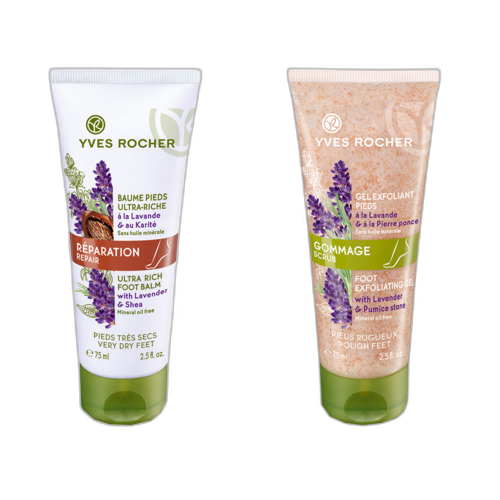 YVES ROCHER
BAUME PIEDS
ULTRA-RICHE
à la Lavande
& au Karité
Sans huile minérale
RÉPARATION
REPAIR
ULTRA RICH
FOOT BALM
with Lavender
& Shea
Mineral oil free
PIEDS TRÈS SECS
VERY DRY FEET
e 75 ml 2.5 fl. oz.
YVES ROCHER
GEL EXFOLIANT
PIEDS
à la Lavande
& à la Pierre ponce
Sans huile minérale
GOMMAGE
SCRUB
FOOT
EXFOLIATING GEL
with Lavender
& Pumice stone
Mineral oil free
PIEDS RUGUEUX
ROUGH FEET
e 75 ml 2.5 fl. oz.